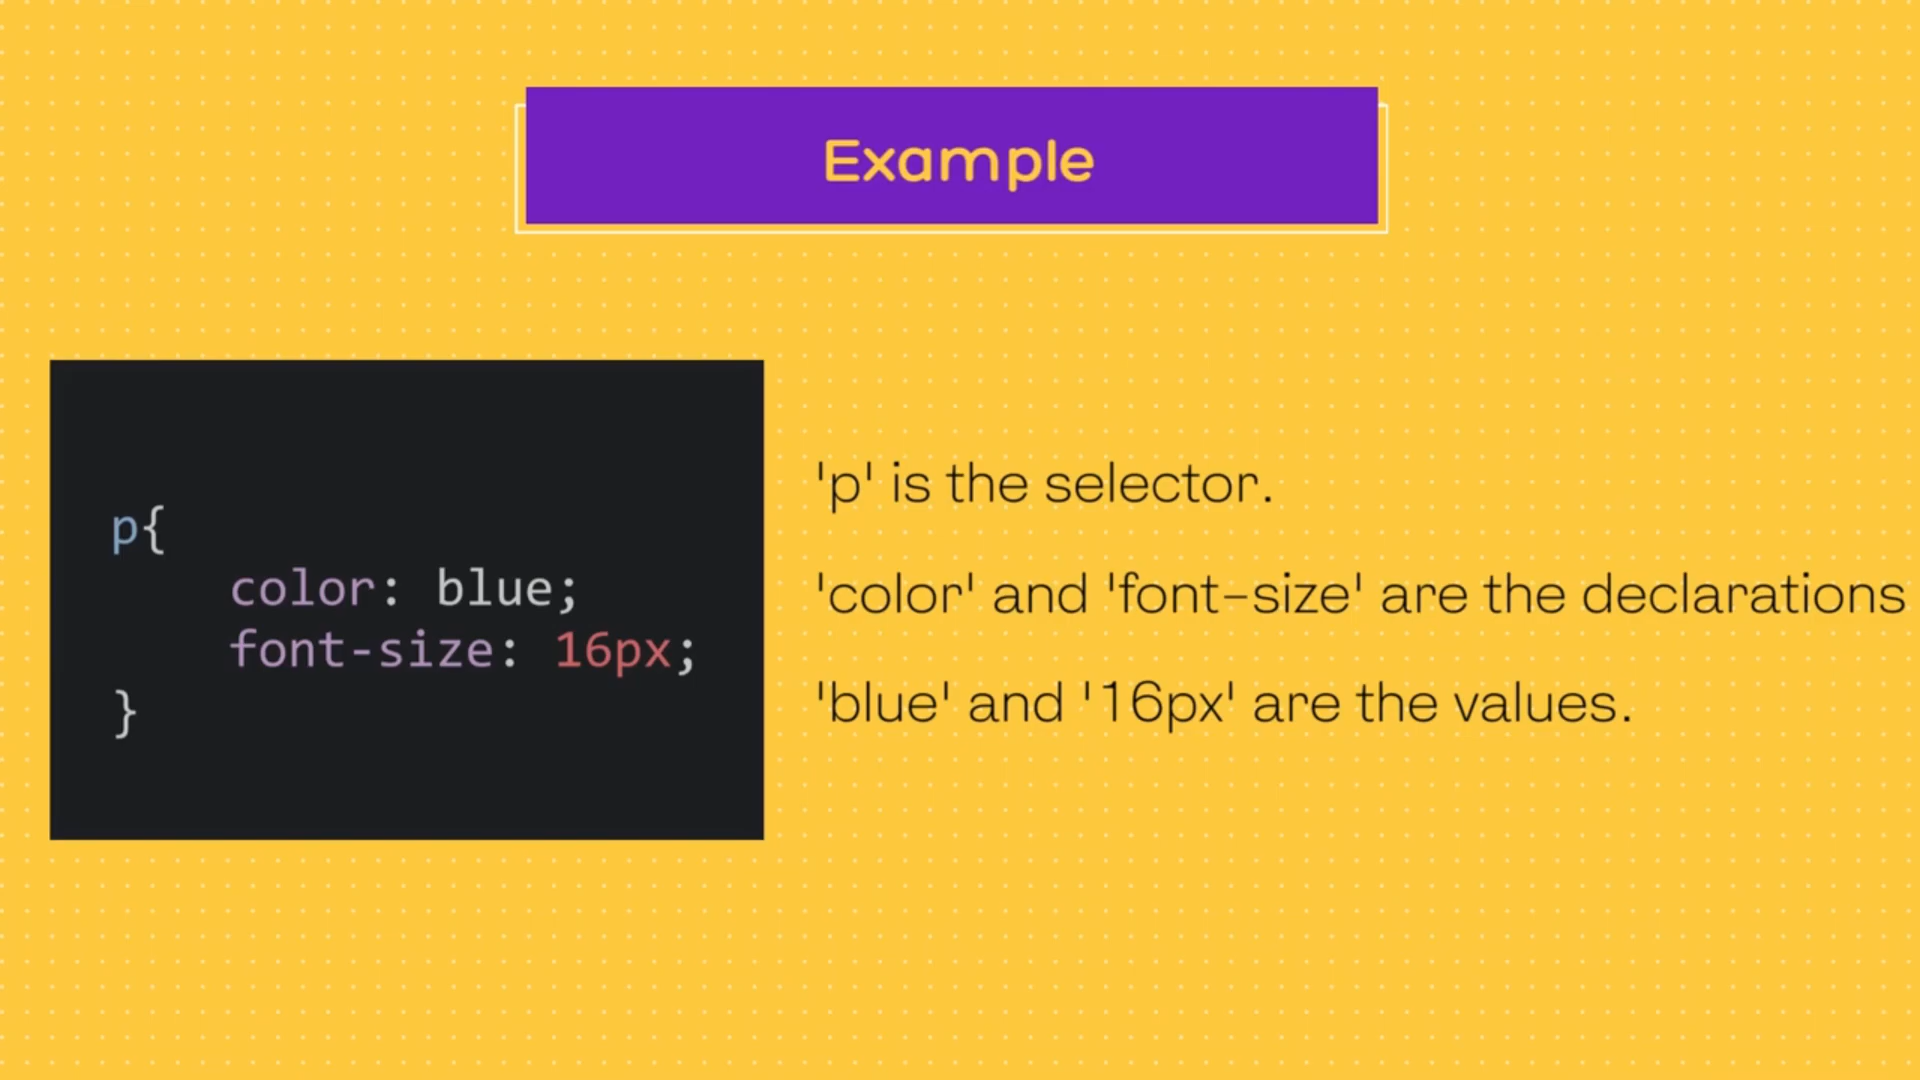 Example
p{
color: blue;
font-size: 16px;
}
'p' is the selector.
'color' and 'font-size' are the declarations
'blue' and '16px' are the values.